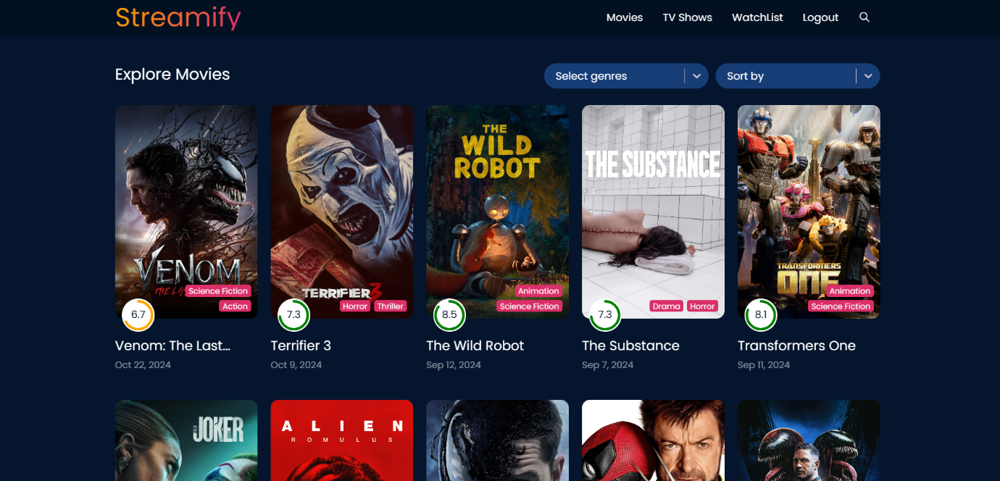 Streamify
Movies TV Shows WatchList Logout
Explore Movies
Select genres
Sort by
VENOM
Science Fiction
Action
6.7
Venom: The Last...
Oct 22, 2024
TERRIFIER 3
Horror Thriller
7.3
Terrifier 3
Oct 9, 2024
THE
WILD
ROBOT
Animation
Science Fiction
8.5
The Wild Robot
Sep 12, 2024
THE SUBSTANCE
Drama Horror
7.3
The Substance
Sep 7, 2024
TRANSFORMERS
ONE
Animation
Science Fiction
8.1
Transformers One
Sep 11, 2024
JOKER
ALIEN
ROMULUS